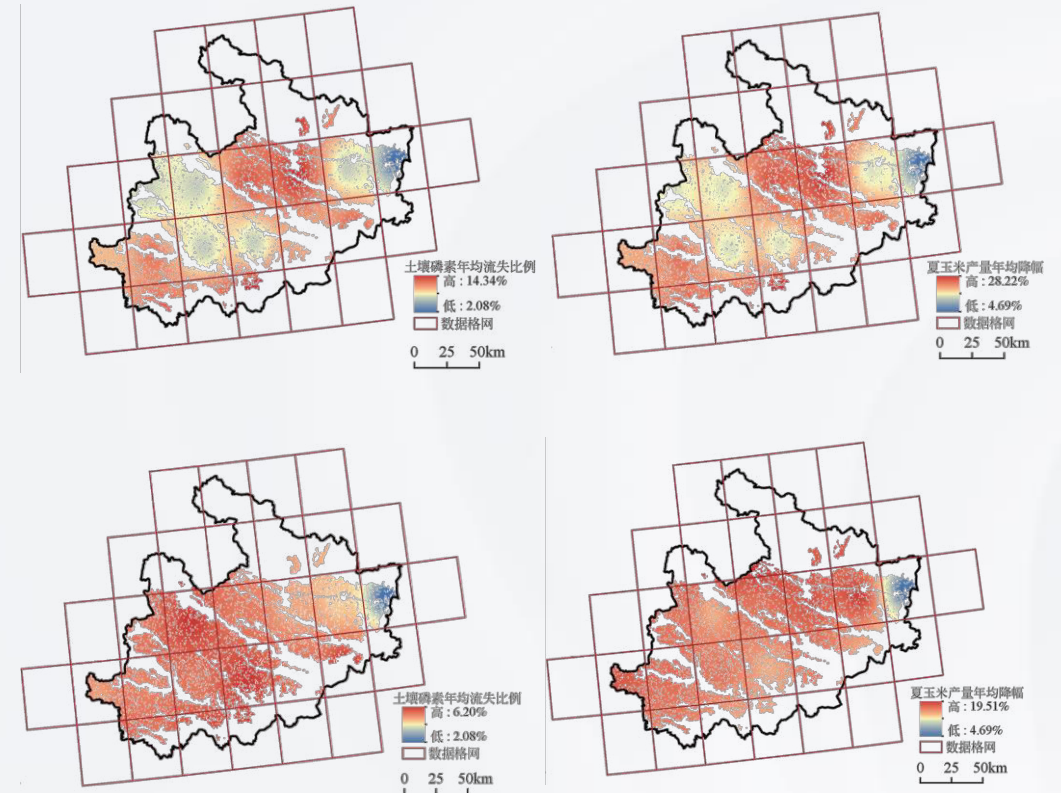 土壤磷素年均流失比例
高：14.34%
低：2.08%
数据格网
0 25 50km
夏玉米产量年均降幅
高：28.22%
低：4.69%
数据格网
0 25 50km
土壤磷素年均流失比例
高：6.20%
低：2.08%
数据格网
0 25 50km
夏玉米产量年均降幅
高：19.51%
低：4.69%
数据格网
0 25 50km